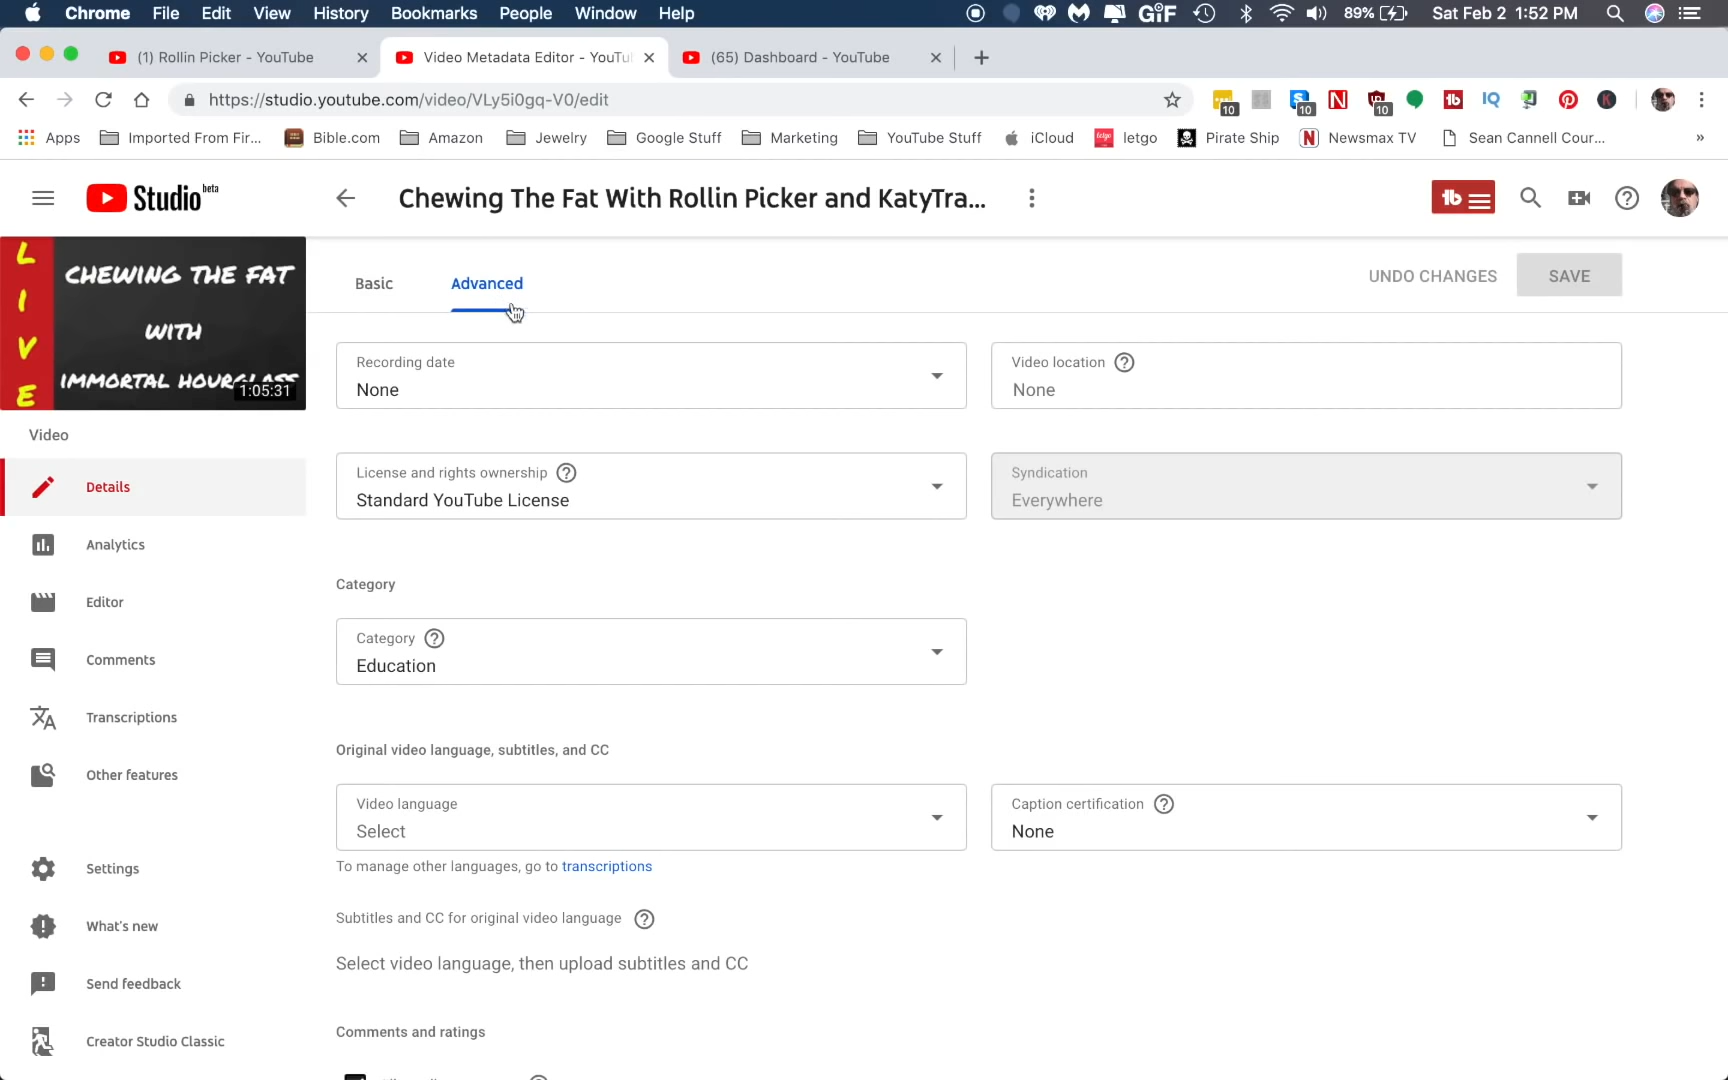 Chrome File Edit View History Bookmarks People Window Help GiF 89% Sat Feb 2 1:52 PM
(1) Rollin Picker - YouTube Video Metadata Editor - YouTu (65) Dashboard - YouTube
https://studio.youtube.com/video/VLy5i0gq-V0/edit 10 10 10 IQ
Apps Imported From Fir... Bible.com Amazon Jewelry Google Stuff Marketing YouTube Stuff iCloud letgo Pirate Ship Newsmax TV Sean Cannell Cour... »
Studio beta Chewing The Fat With Rollin Picker and KatyTra...
LIVE
CHEWING THE FAT
WITH
IMMORTAL HOURGLASS
1:05:31
Basic Advanced UNDO CHANGES SAVE
Recording date
None
Video location
None
License and rights ownership
Standard YouTube License
Syndication
Everywhere
Category
Category
Education
Original video language, subtitles, and CC
Video language
Select
Caption certification
None
To manage other languages, go to transcriptions
Subtitles and CC for original video language
Select video language, then upload subtitles and CC
Comments and ratings
Video
Details
Analytics
Editor
Comments
Transcriptions
Other features
Settings
What's new
Send feedback
Creator Studio Classic